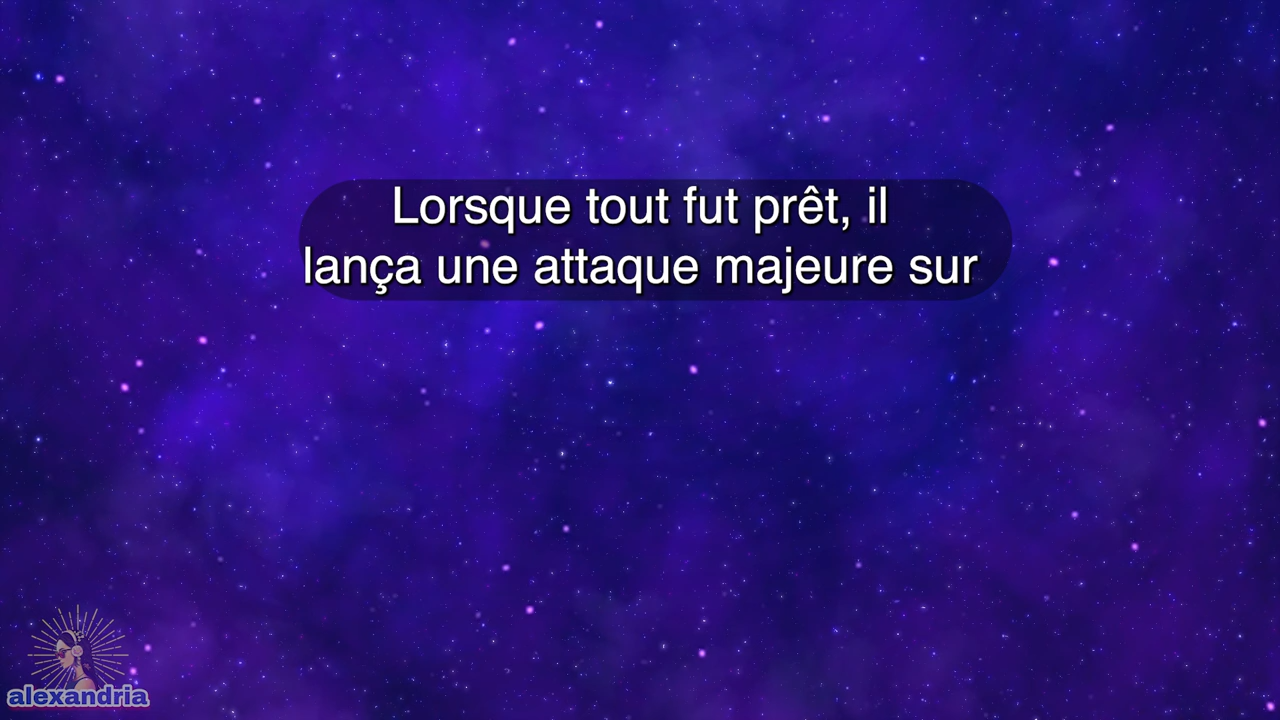 Lorsque tout fut prêt, il
lança une attaque majeure sur
alexandria